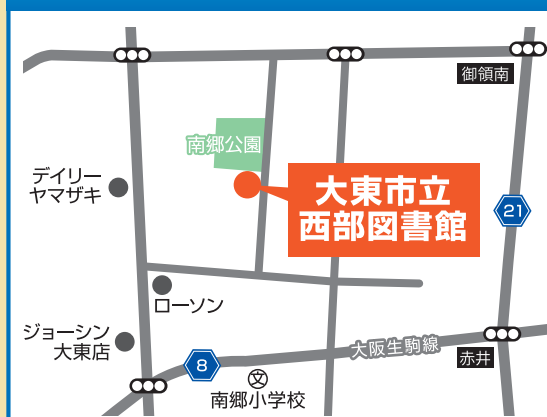 御領南
南郷公園
デイリー
ヤマザキ
大東市立
西部図書館
21
ローソン
ジョーシン
大東店
大阪生駒線
赤井
8
文
南郷小学校